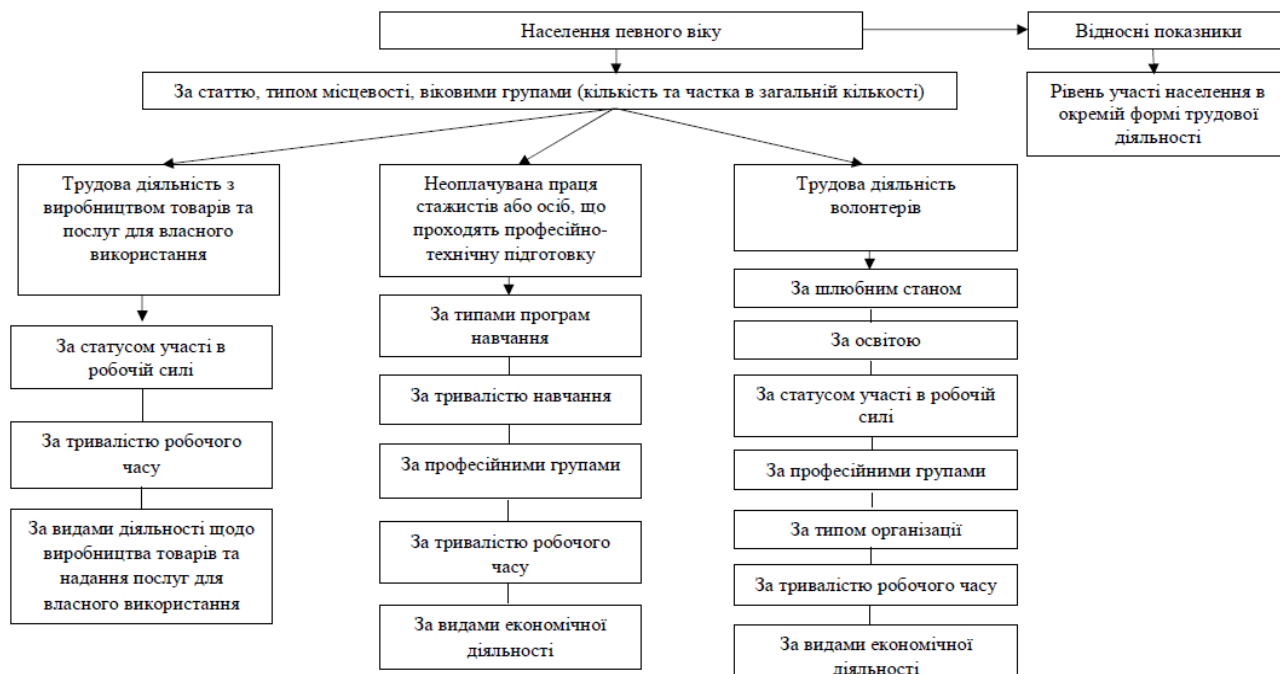 Населення певного віку
Відносні показники
За статтю, типом місцевості, віковими групами (кількість та частка в загальній кількості)
Рівень участі населення в
окремій формі трудової
діяльності
Трудова діяльність з
виробництвом товарів та
послуг для власного
використання
За статусом участі в
робочій силі
За тривалістю робочого
часу
За видами діяльності щодо
виробництва товарів та
надання послуг для
власного використання
Неоплачувана праця
стажистів або осіб, що
проходять професійно-
технічну підготовку
За типами програм
навчання
За тривалістю навчання
За професійними групами
За тривалістю робочого
часу
За видами економічної
діяльності
Трудова діяльність
волонтерів
За шлюбним станом
За освітою
За статусом участі в робочій
силі
За професійними групами
За типом організації
За тривалістю робочого часу
За видами економічної
діяльності